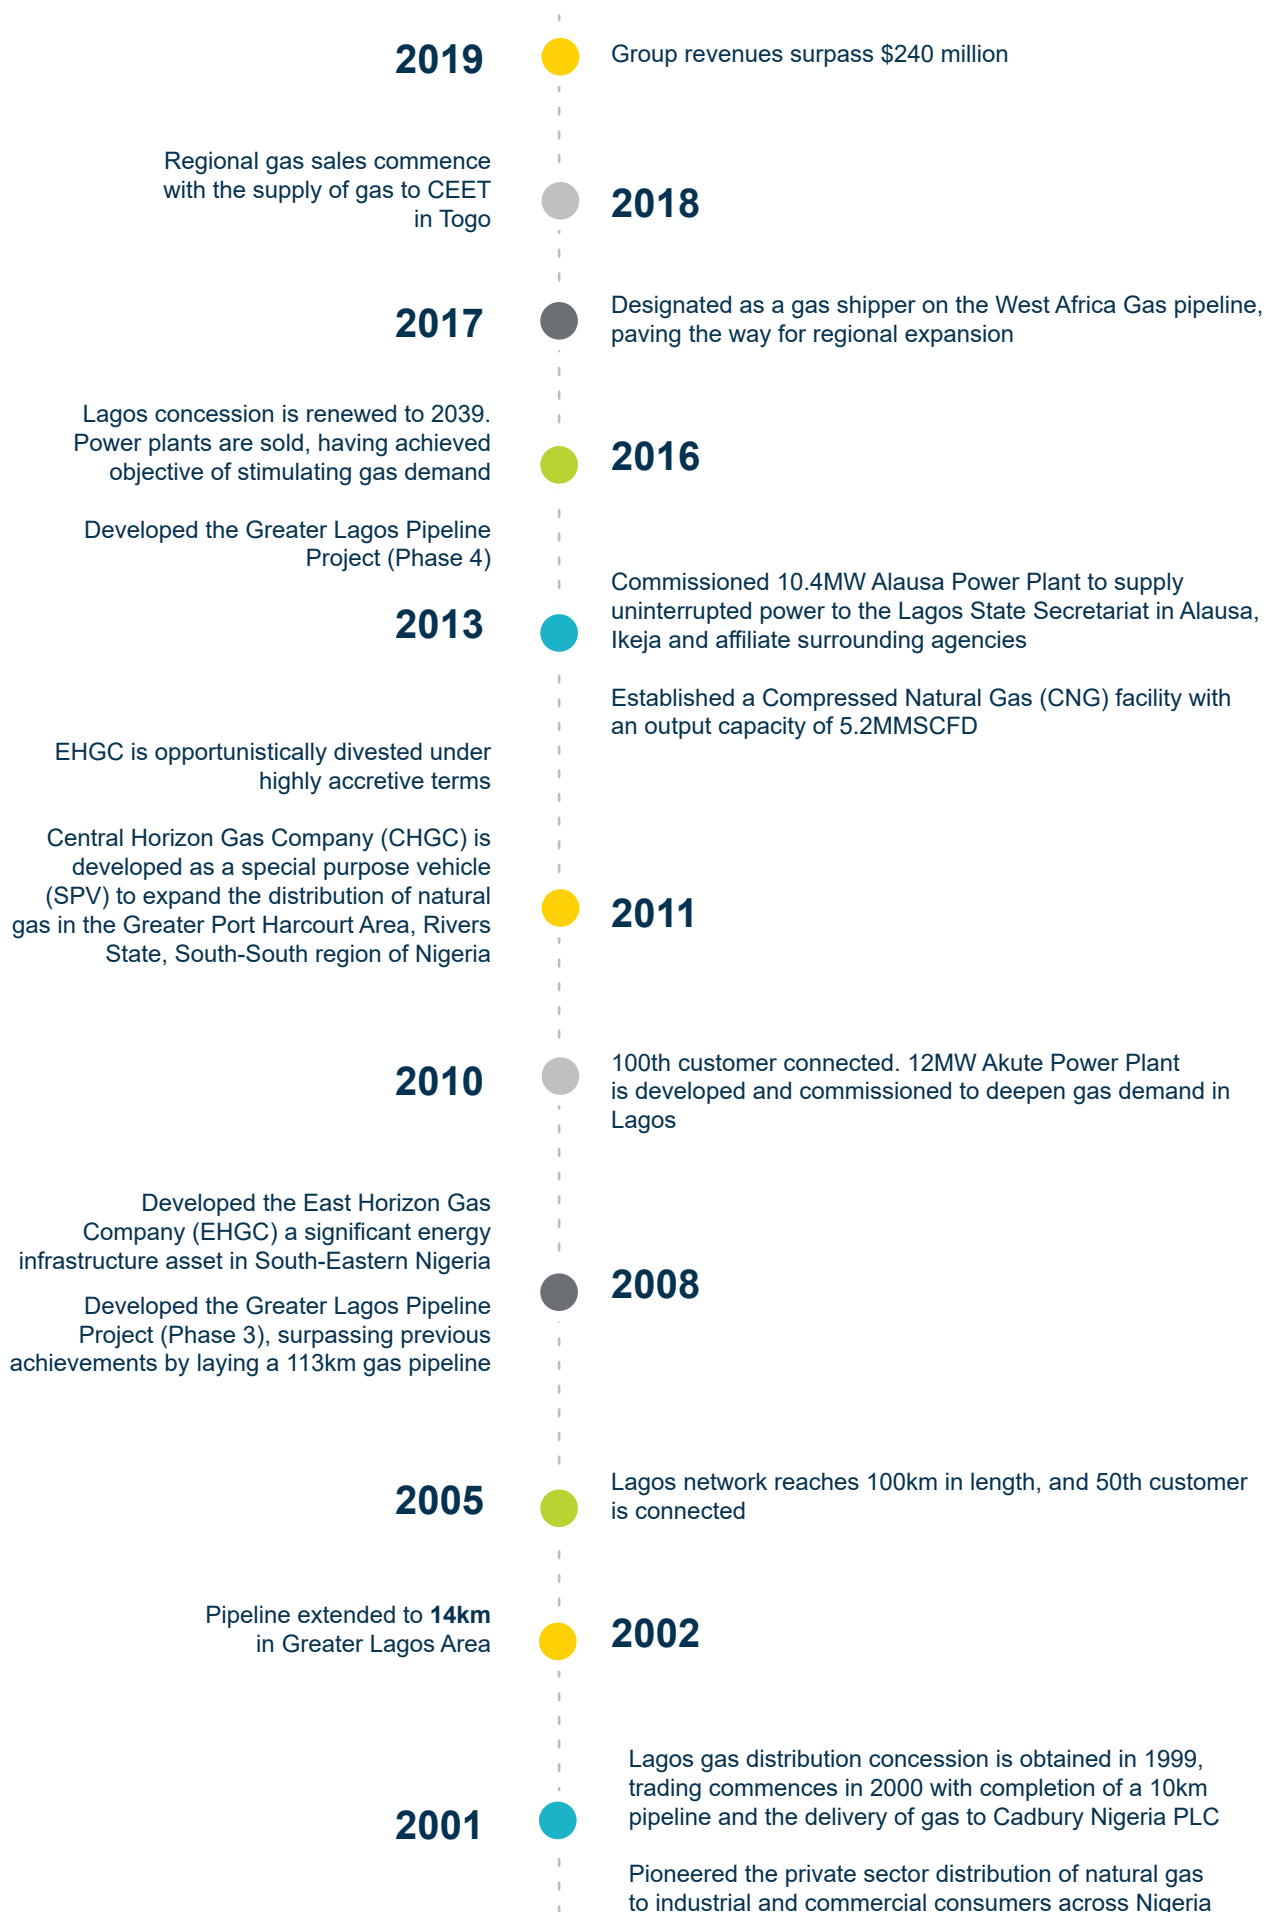 2019
Group revenues surpass $240 million
Regional gas sales commence
with the supply of gas to CEET
in Togo
2018
2017
Designated as a gas shipper on the West Africa Gas pipeline,
paving the way for regional expansion
Lagos concession is renewed to 2039.
Power plants are sold, having achieved
objective of stimulating gas demand
Developed the Greater Lagos Pipeline
Project (Phase 4)
2016
2013
Commissioned 10.4MW Alausa Power Plant to supply
uninterrupted power to the Lagos State Secretariat in Alausa,
Ikeja and affiliate surrounding agencies
Established a Compressed Natural Gas (CNG) facility with
an output capacity of 5.2MMSCFD
EHGC is opportunistically divested under
highly accretive terms
Central Horizon Gas Company (CHGC) is
developed as a special purpose vehicle
(SPV) to expand the distribution of natural
gas in the Greater Port Harcourt Area, Rivers
State, South-South region of Nigeria
2011
2010
100th customer connected. 12MW Akute Power Plant
is developed and commissioned to deepen gas demand in
Lagos
Developed the East Horizon Gas
Company (EHGC) a significant energy
infrastructure asset in South-Eastern Nigeria
Developed the Greater Lagos Pipeline
Project (Phase 3), surpassing previous
achievements by laying a 113km gas pipeline
2008
2005
Lagos network reaches 100km in length, and 50th customer
is connected
Pipeline extended to 14km
in Greater Lagos Area
2002
2001
Lagos gas distribution concession is obtained in 1999,
trading commences in 2000 with completion of a 10km
pipeline and the delivery of gas to Cadbury Nigeria PLC
Pioneered the private sector distribution of natural gas
to industrial and commercial consumers across Nigeria